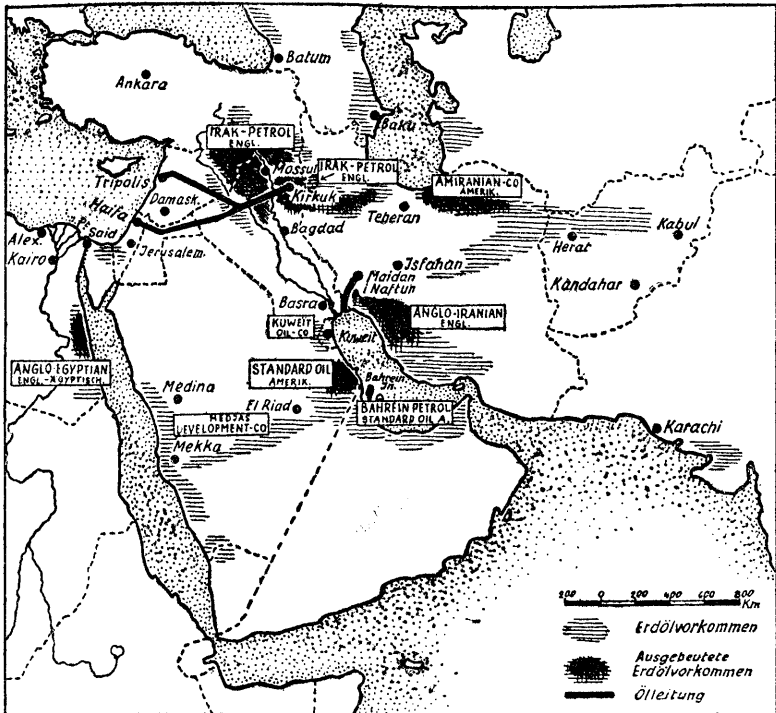 Batum
Ankara
Baku
IRAK-PETROL
ENGL.
Mossul
IRAK-PETROL
ENGL
Kirkuk
AMIRANIAN-CO
AMERIK.
Tripolis
Damask.
Teheran
Haifa
Kabul
Herat
Alex.
P. Said
Kairo
Jerusalem.
Bagdad
Isfahan
Maidan
i Naftun
Kandahar
Basra
KUWEIT
OIL-CO
Kuweit
ANGLO-IRANIAN
ENGL.
ANGLO-EGYPTIAN
ENGL.-ÄGYPTISCH.
STANDARD OIL
AMERIK.
Bahrein
In.
Medina
El Riad
HEDJAS
DEVELOPMENT-CO
BAHREIN PETROL
STANDARD OIL A.
Karachi
Mekka
200 0 200 400 600 800
Km
Erdölvorkommen
Ausgebeutete
Erdölvorkommen
Ölleitung